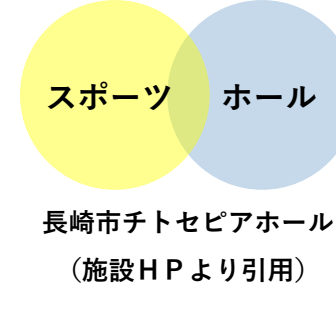 スポーツ ホール
長崎市チトセピアホール
（施設ＨＰより引用）